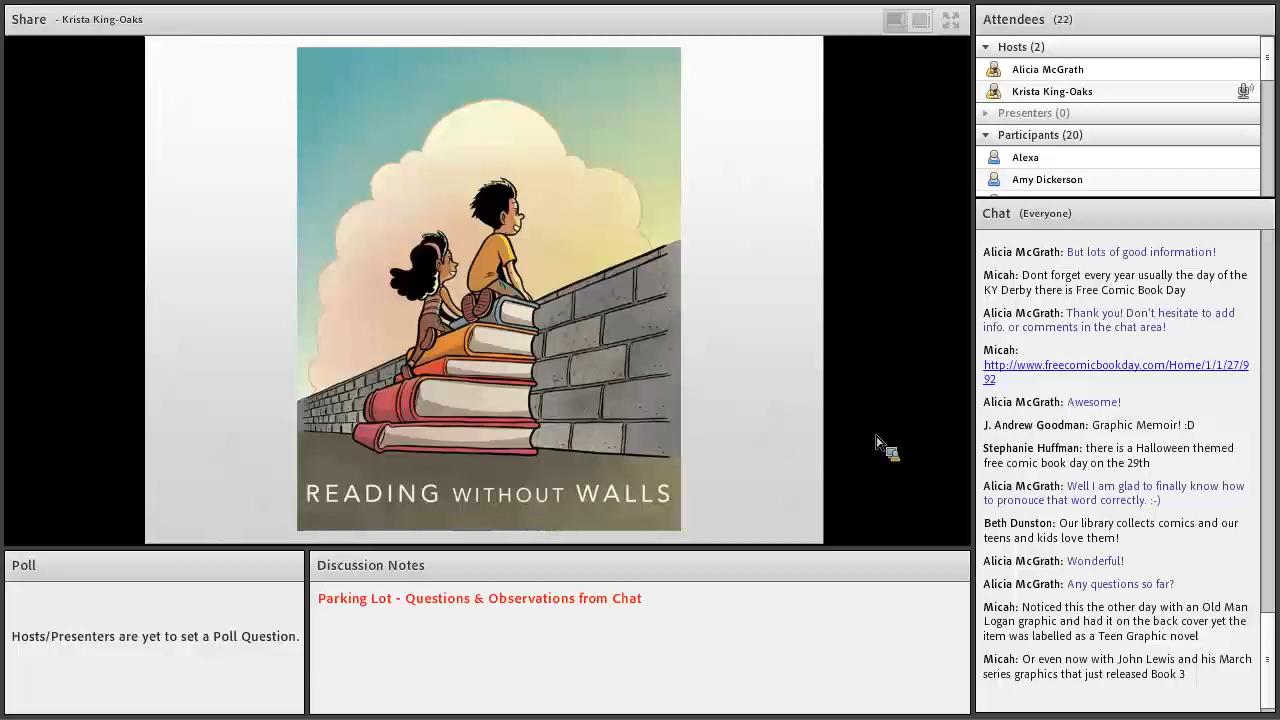 Share - Krista King-Oaks
READING WITHOUT WALLS
Poll
Hosts/Presenters are yet to set a Poll Question.
Discussion Notes
Parking Lot - Questions & Observations from Chat
Attendees (22)
Hosts (2)
Alicia McGrath
Krista King-Oaks
Presenters (0)
Participants (20)
Alexa
Amy Dickerson
Chat (Everyone)
Alicia McGrath: But lots of good information!
Micah: Dont forget every year usually the day of the
KY Derby there is Free Comic Book Day
Alicia McGrath: Thank you! Don't hesitate to add
info. or comments in the chat area!
Micah:
http://www.freecomicbookday.com/Home/1/1/27/9
92
Alicia McGrath: Awesome!
J. Andrew Goodman: Graphic Memoir! :D
Stephanie Huffman: there is a Halloween themed
free comic book day on the 29th
Alicia McGrath: Well I am glad to finally know how
to pronouce that word correctly. :-)
Beth Dunston: Our library collects comics and our
teens and kids love them!
Alicia McGrath: Wonderful!
Alicia McGrath: Any questions so far?
Micah: Noticed this the other day with an Old Man
Logan graphic and had it on the back cover yet the
item was labelled as a Teen Graphic novel
Micah: Or even now with John Lewis and his March
series graphics that just released Book 3